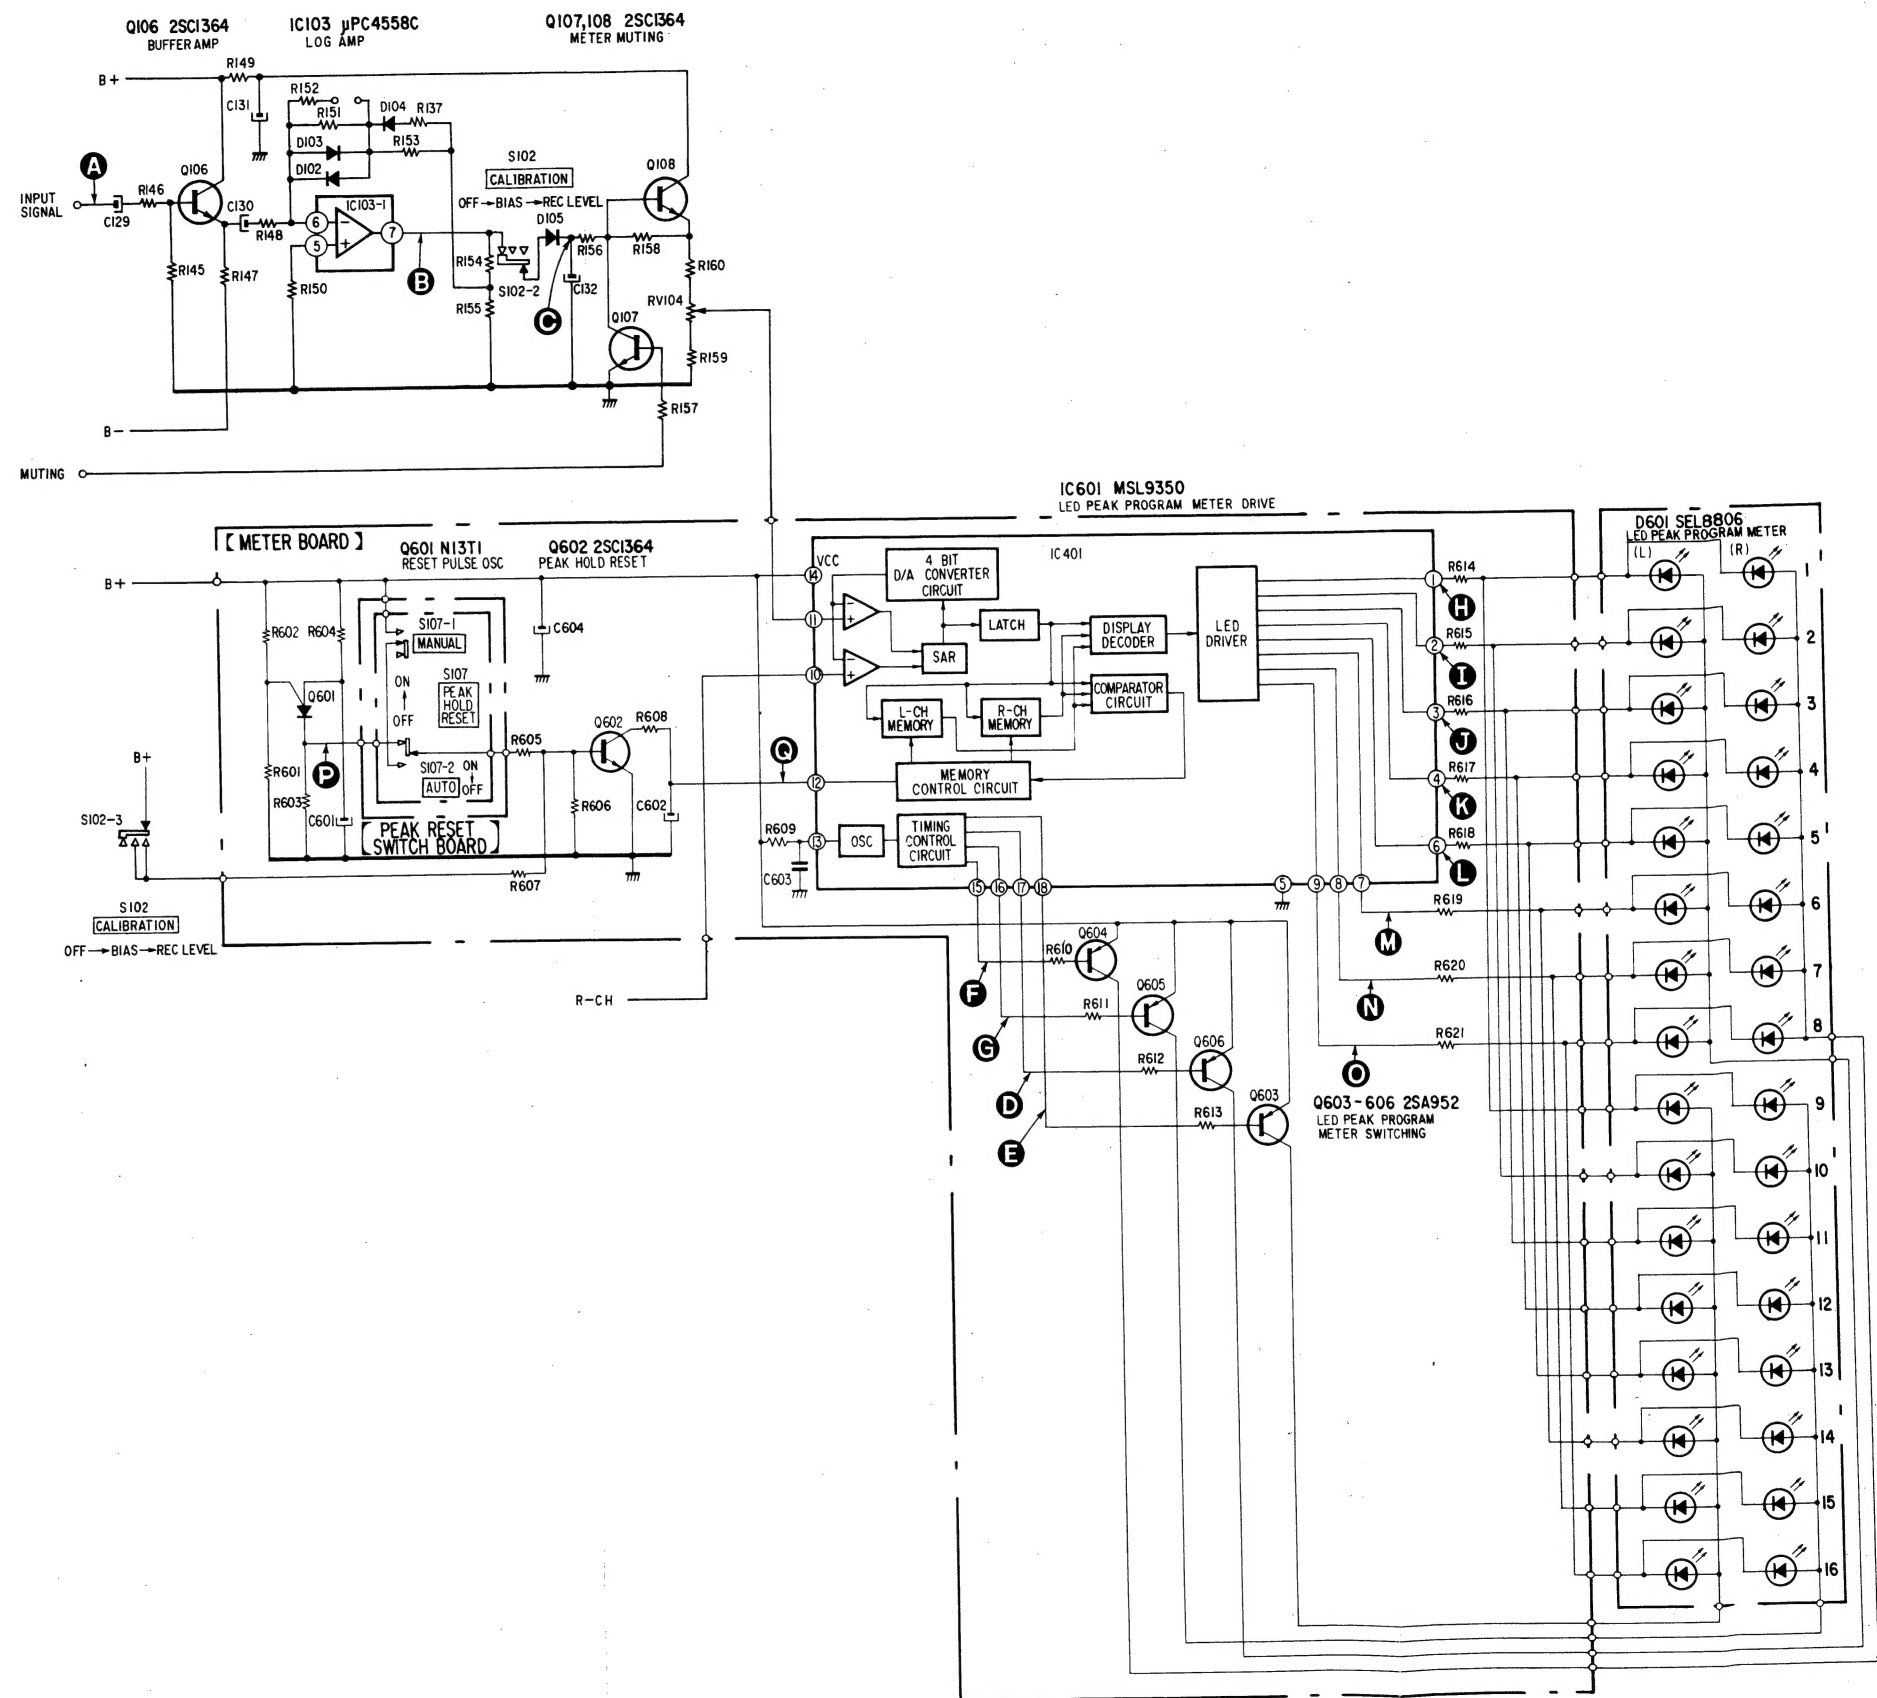 Q106 2SC1364
BUFFER AMP
IC103 µPC4558C
LOG AMP
Q107,108 2SC1364
METER MUTING
B+
R149
C131
R152
R151
D104
R137
D103
R153
D102
S102
CALIBRATION
OFF→BIAS→REC LEVEL
Q108
A
INPUT
SIGNAL
C129
R146
Q106
C130
R148
IC103-1
6
5
7
D105
R156
R158
R145
R147
R150
B
R154
S102-2
R155
C
C132
R160
RV104
Q107
R159
R157
B-
MUTING
IC601 MSL9350
LED PEAK PROGRAM METER DRIVE
【METER BOARD】
Q601 N13T1
RESET PULSE OSC
Q602 2SC1364
PEAK HOLD RESET
D601 SEL8806
LED PEAK PROGRAM METER
(L)
(R)
B+
VCC
14
IC401
4 BIT
D/A CONVERTER
CIRCUIT
11
10
LATCH
SAR
DISPLAY
DECODER
LED
DRIVER
COMPARATOR
CIRCUIT
L-CH
MEMORY
R-CH
MEMORY
MEMORY
CONTROL CIRCUIT
12
13
OSC
TIMING
CONTROL
CIRCUIT
R602
R604
S107-1
MANUAL
C604
ON
↑
OFF
S107
PEAK
HOLD
RESET
Q601
P
R605
Q602
R608
Q
S107-2
AUTO
ON
↓
OFF
R601
R603
C601
R606
C602
R609
C603
【PEAK RESET
SWITCH BOARD】
B+
S102-3
R607
S102
CALIBRATION
OFF→BIAS→REC LEVEL
R-CH
15
16
17
18
5
9
8
7
1
R614
H
2
R615
I
3
R616
J
4
R617
K
6
R618
L
R619
M
R620
N
R621
O
Q604
R610
F
Q605
R611
G
Q606
R612
D
Q603
R613
E
Q603-606 2SA952
LED PEAK PROGRAM
METER SWITCHING
1
2
3
4
5
6
7
8
9
10
11
12
13
14
15
16